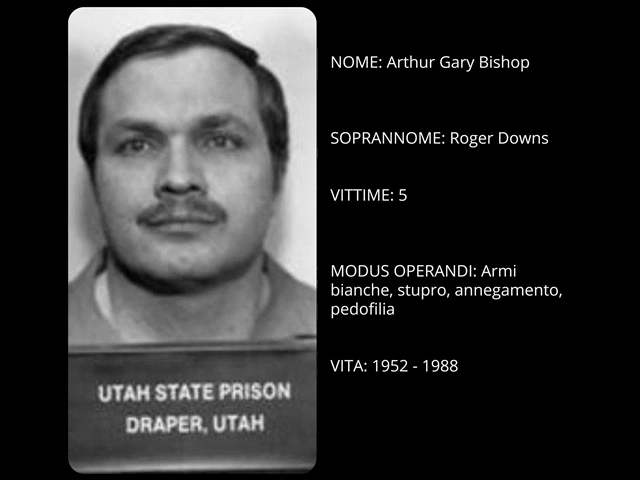 NOME: Arthur Gary Bishop
SOPRANNOME: Roger Downs
VITTIME: 5
MODUS OPERANDI: Armi
bianche, stupro, annegamento,
pedofilia
VITA: 1952 - 1988
UTAH STATE PRISON
DRAPER, UTAH